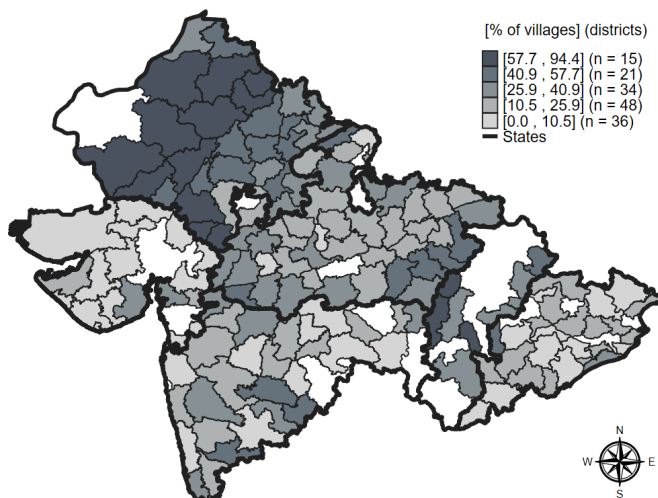 [% of villages] (districts)
[57.7 , 94.4] (n = 15)
[40.9 , 57.7] (n = 21)
[25.9 , 40.9] (n = 34)
[10.5 , 25.9] (n = 48)
[0.0 , 10.5] (n = 36)
States
N
W E
S